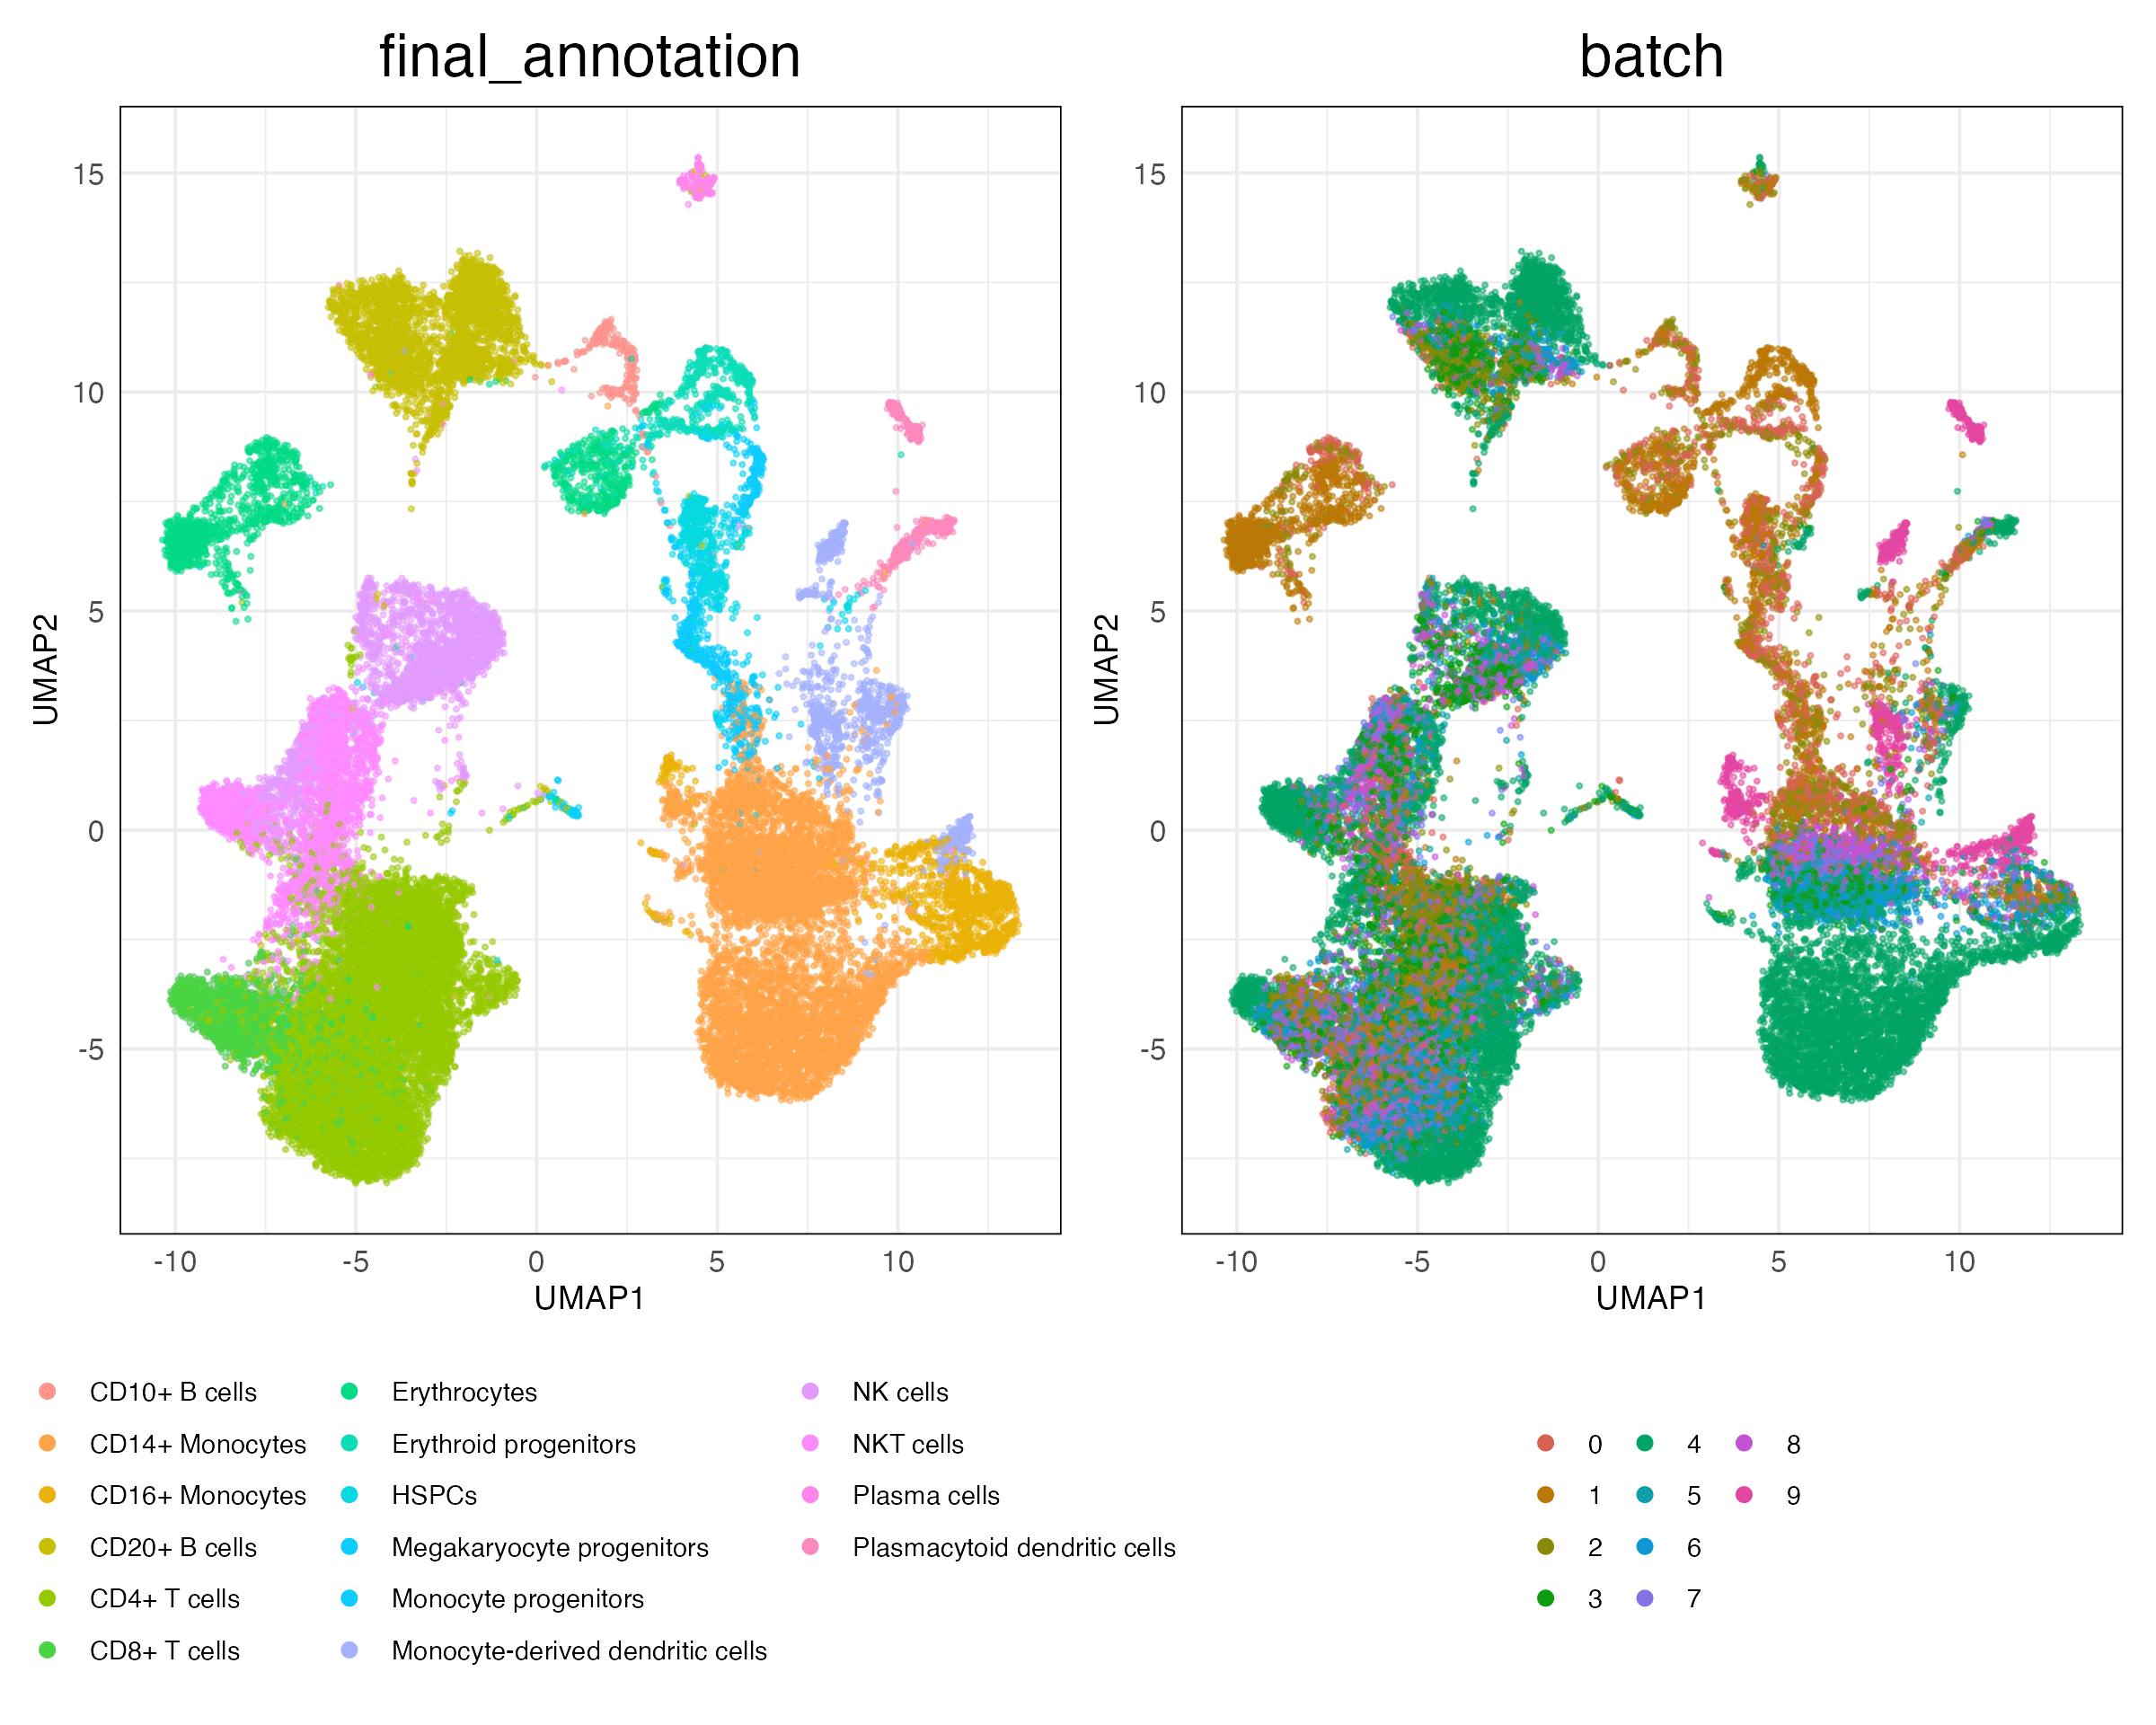 final_annotation
batch
15
10
5
0
-5
UMAP2
-10 -5 0 5 10
UMAP1
15
10
5
0
-5
UMAP2
-10 -5 0 5 10
UMAP1
CD10+ B cells
CD14+ Monocytes
CD16+ Monocytes
CD20+ B cells
CD4+ T cells
CD8+ T cells
Erythrocytes
Erythroid progenitors
HSPCs
Megakaryocyte progenitors
Monocyte progenitors
Monocyte-derived dendritic cells
NK cells
NKT cells
Plasma cells
Plasmacytoid dendritic cells
0
1
2
3
4
5
6
7
8
9